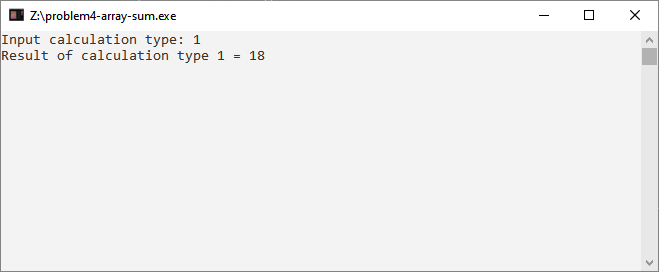 Z:\problem4-array-sum.exe
Input calculation type: 1
Result of calculation type 1 = 18